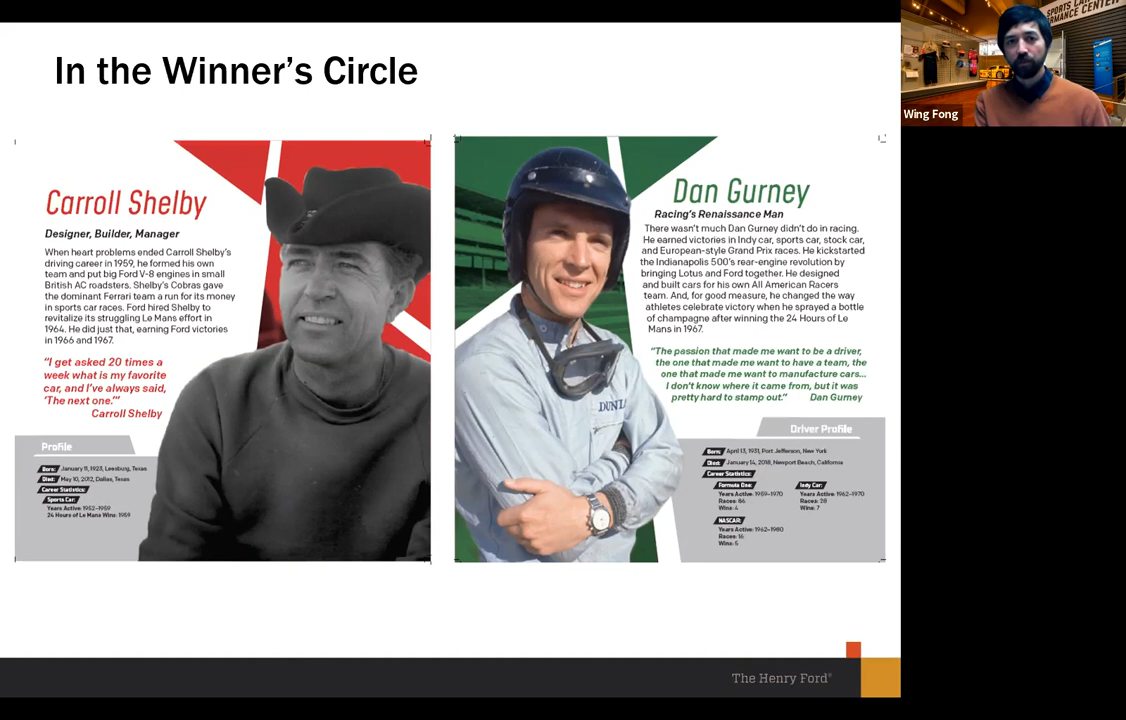 In the Winner's Circle
SPORTS CAR
PERFORMANCE CENTER
Wing Fong
Carroll Shelby
Designer, Builder, Manager
When heart problems ended Carroll Shelby's
driving career in 1959, he formed his own
team and put big Ford V-8 engines in small
British AC roadsters. Shelby's Cobras gave
the dominant Ferrari team a run for its money
in sports car races. Ford hired Shelby to
revitalize its struggling Le Mans effort in
1964. He did just that, earning Ford victories
in 1966 and 1967.
"I get asked 20 times a
week what is my favorite
car, and I've always said,
'The next one.'"
Carroll Shelby
Profile
Born: January 11, 1923, Leesburg, Texas
Died: May 10, 2012, Dallas, Texas
Career Statistics:
Sports Car:
Years Active: 1952–1959
24 Hours of Le Mans Wins: 1959
Dan Gurney
Racing's Renaissance Man
There wasn't much Dan Gurney didn't do in racing.
He earned victories in Indy car, sports car, stock car,
and European-style Grand Prix races. He kickstarted
the Indianapolis 500's rear-engine revolution by
bringing Lotus and Ford together. He designed
and built cars for his own All American Racers
team. And, for good measure, he changed the way
athletes celebrate victory when he sprayed a bottle
of champagne after winning the 24 Hours of Le
Mans in 1967.
"The passion that made me want to be a driver,
the one that made me want to have a team, the
one that made me want to manufacture cars...
I don't know where it came from, but it was
pretty hard to stamp out." Dan Gurney
DUNL
Driver Profile
Born: April 13, 1931, Port Jefferson, New York
Died: January 14, 2018, Newport Beach, California
Career Statistics:
Formula One:
Years Active: 1959–1970
Races: 86
Wins: 4
Indy Car:
Years Active: 1962–1970
Races: 28
Wins: 7
NASCAR:
Years Active: 1962–1980
Races: 16
Wins: 5
The Henry Ford®